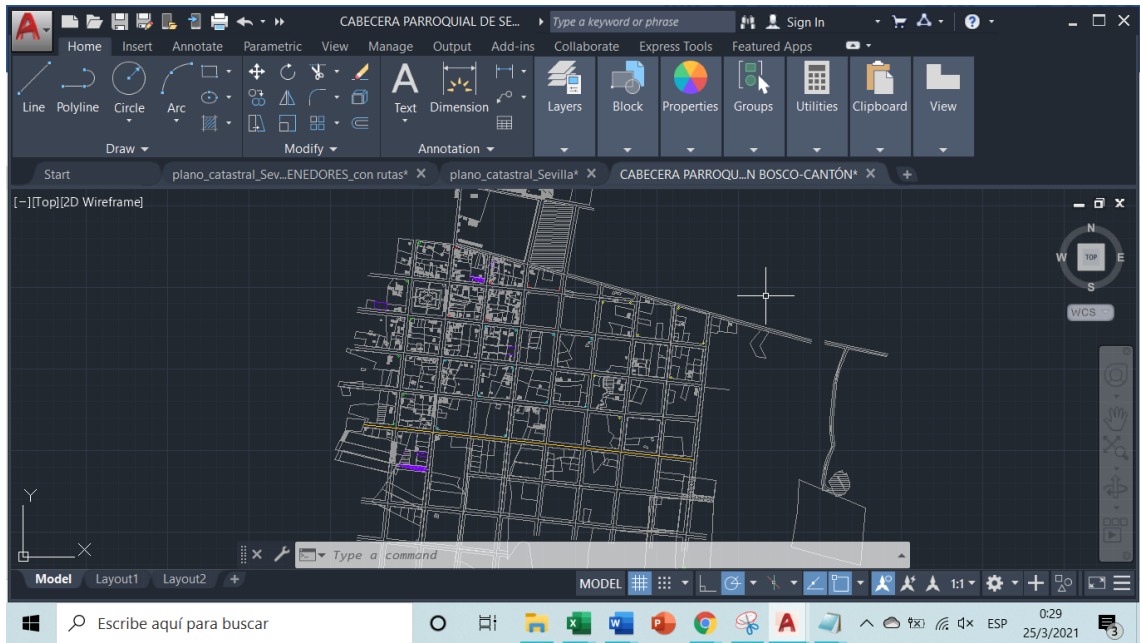 CABECERA PARROQUIAL DE SE... Type a keyword or phrase Sign In
Home Insert Annotate Parametric View Manage Output Add-ins Collaborate Express Tools Featured Apps
Line Polyline Circle Arc Text Dimension Layers Block Properties Groups Utilities Clipboard View
Draw Modify Annotation
Start plano_catastral_Sev...ENEDORES_con rutas* plano_catastral_Sevilla* CABECERA PARROQU...N BOSCO-CANTÓN*
[−][Top][2D Wireframe]
N
W TOP E
S
WCS
Y
X
Type a command
Model Layout1 Layout2 + MODEL 1:1
Escribe aquí para buscar ESP 0:29
25/3/2021 3